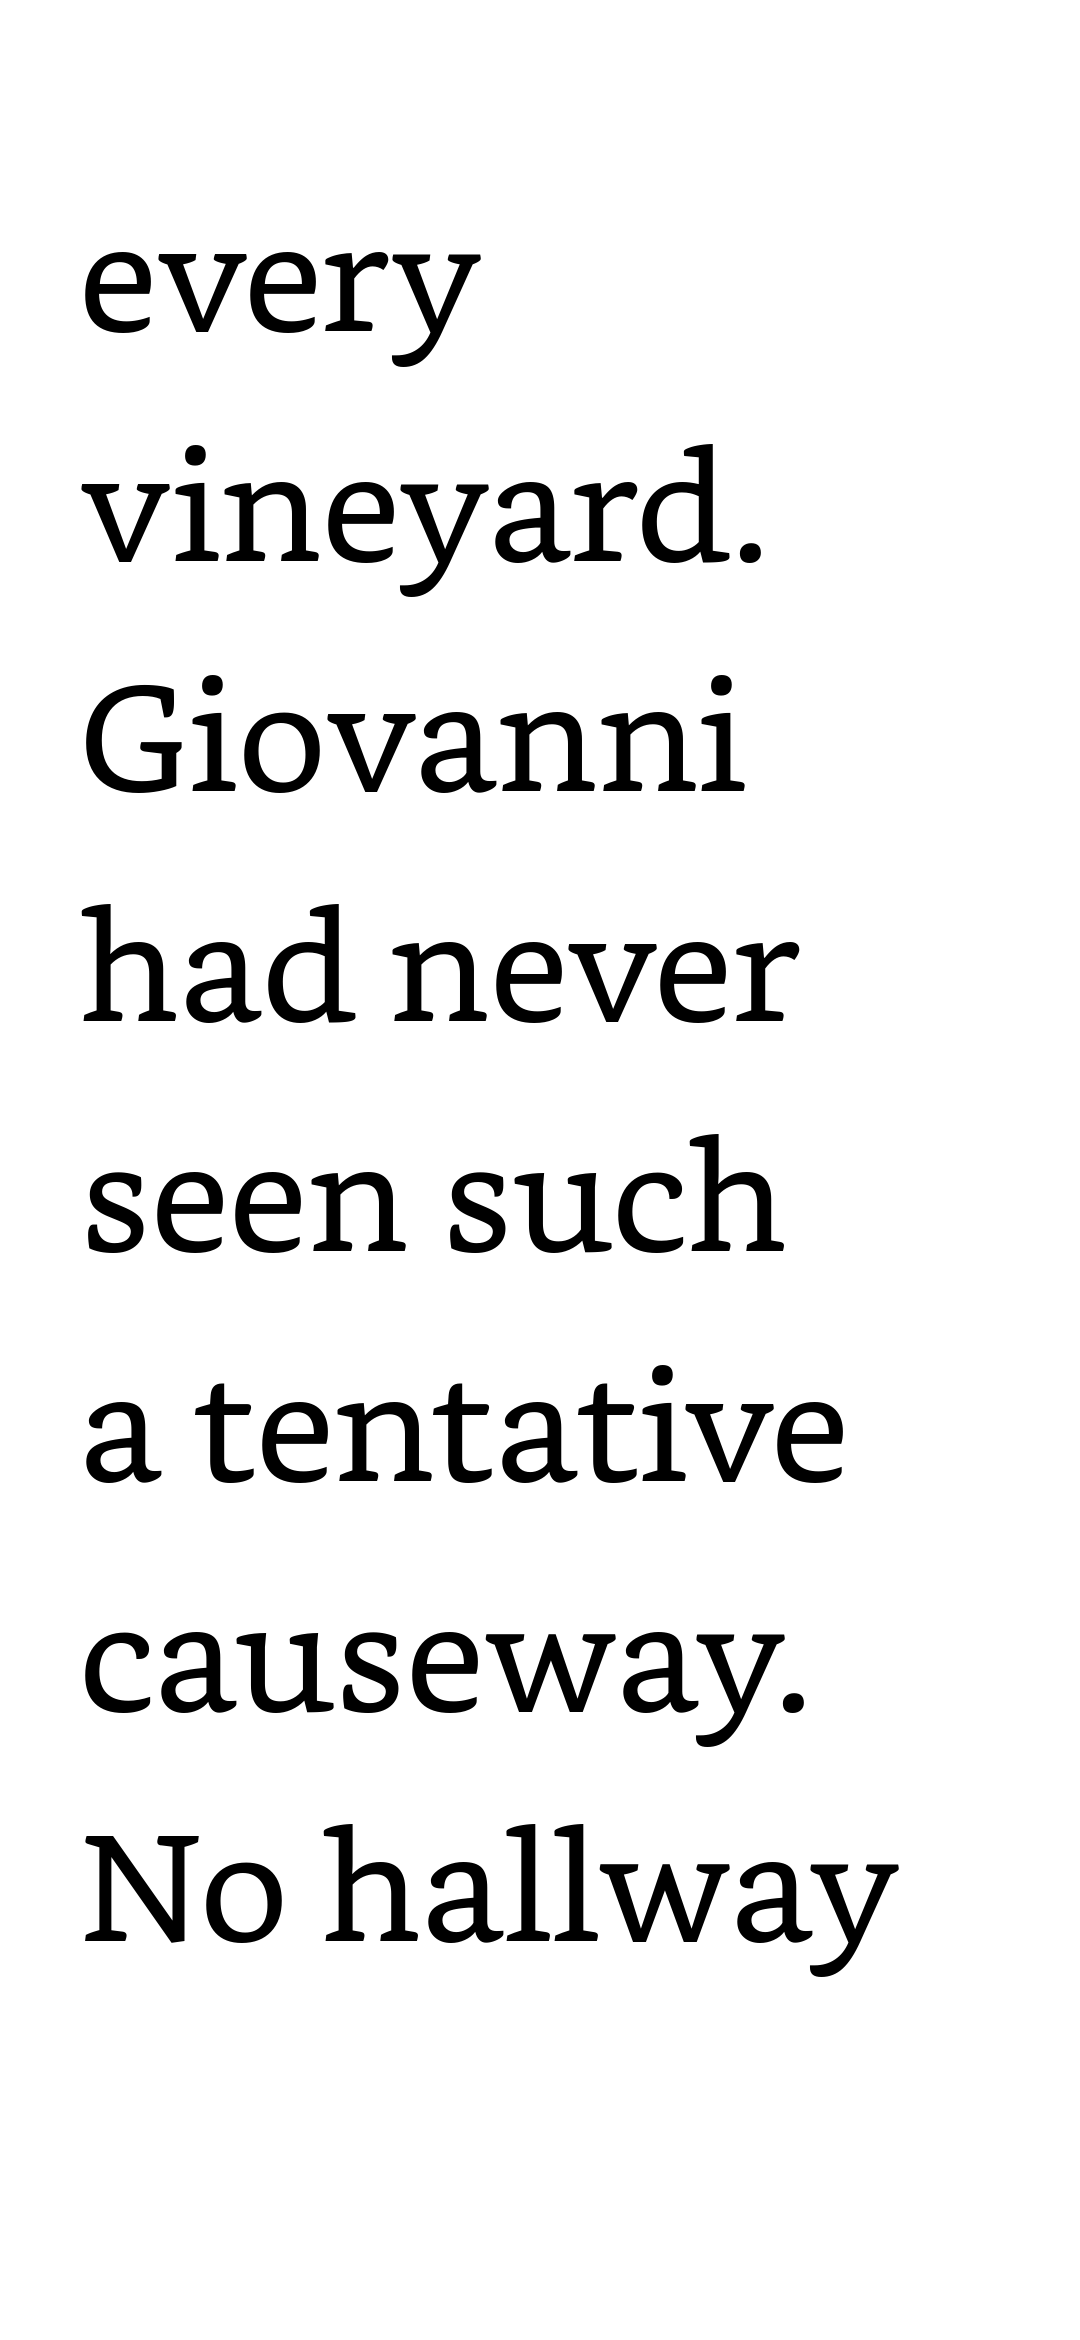 every
vineyard.
Giovanni
had never
seen such
a tentative
causeway.
No hallway